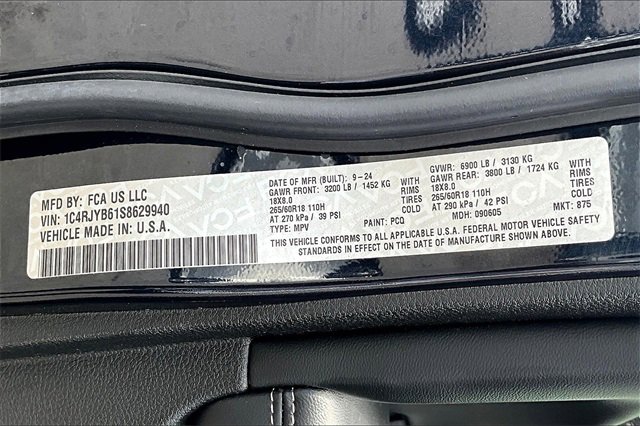 MFD BY: FCA US LLC
VIN: 1C4RJYB61S8629940
VEHICLE MADE IN: U.S.A.
DATE OF MFR (BUILT): 9-24
GAWR FRONT: 3200 LB / 1452 KG WITH
18X8.0 RIMS
265/60R18 110H TIRES
AT 270 kPa / 39 PSI COLD
TYPE: MPV PAINT: PCQ
GVWR: 6900 LB / 3130 KG
GAWR REAR: 3800 LB / 1724 KG WITH
18X8.0 RIMS
265/60R18 110H TIRES
AT 290 kPa / 42 PSI COLD
MDH: 090605 MKT: 875
THIS VEHICLE CONFORMS TO ALL APPLICABLE U.S.A. FEDERAL MOTOR VEHICLE SAFETY
STANDARDS IN EFFECT ON THE DATE OF MANUFACTURE SHOWN ABOVE.